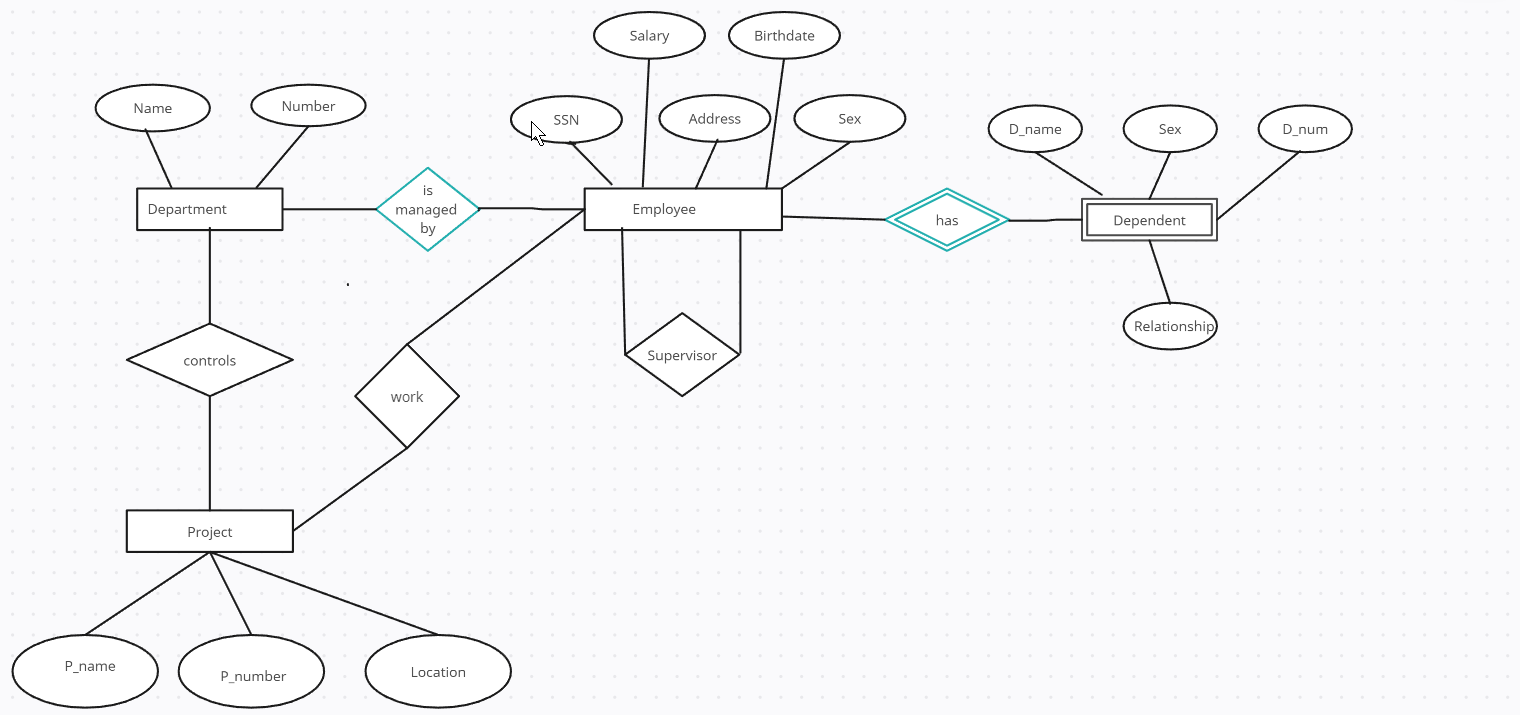 Salary
Birthdate
Name
Number
SSN
Address
Sex
D_name
Sex
D_num
Department
is
managed
by
Employee
has
Dependent
Relationship
controls
Supervisor
work
Project
P_name
P_number
Location